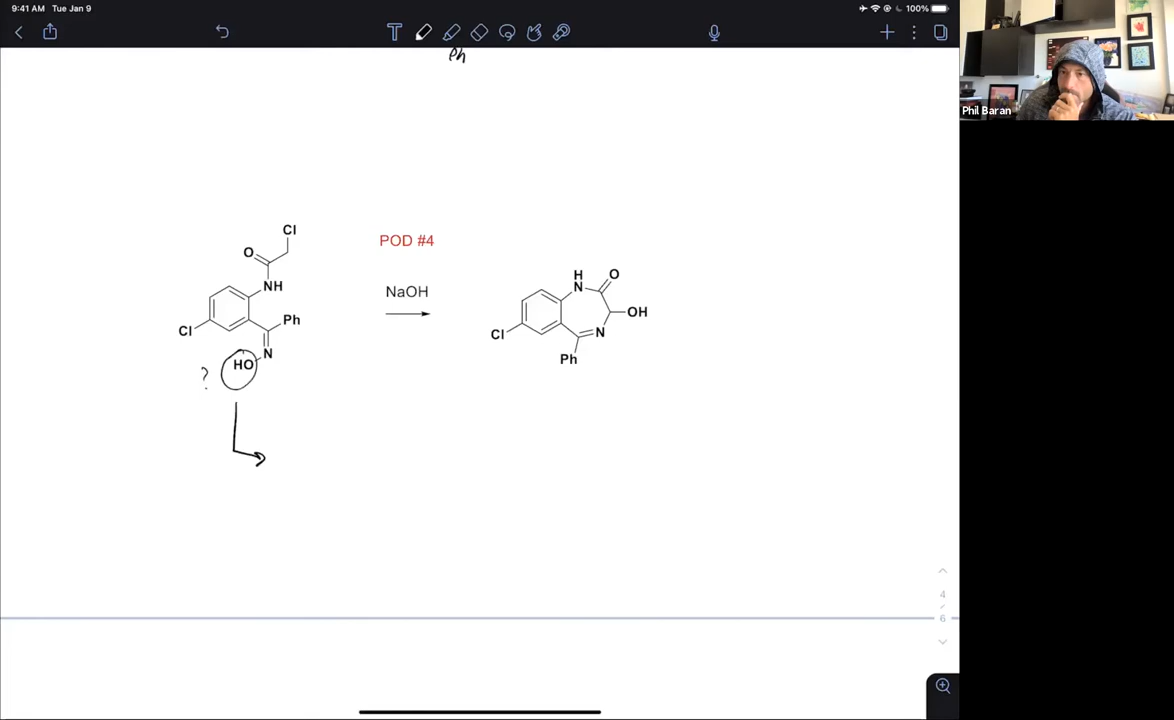 9:41 AM Tue Jan 9
100%
T
Ph
Phil Baran
Cl
O
NH
Cl
Ph
N
HO
?
POD #4
NaOH
H
N
O
OH
N
Cl
Ph
4
6